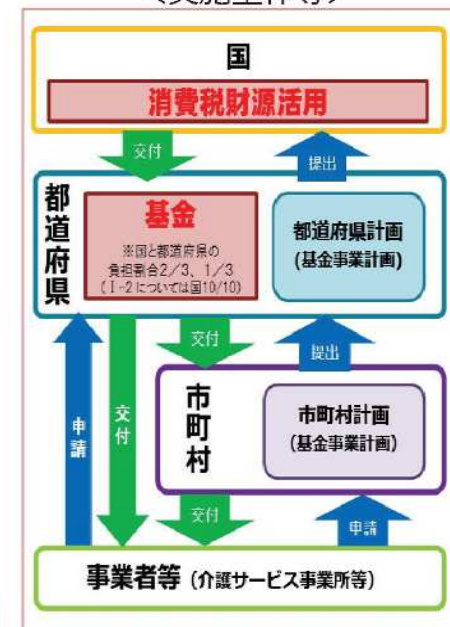 国
消費税財源活用
交付
提出
都道府県
基金
※国と都道府県の
負担割合2/3、1/3
(Ⅰ-2については国10/10)
都道府県計画
(基金事業計画)
交付
提出
申請
交付
市町村
市町村計画
(基金事業計画)
交付
申請
事業者等 (介護サービス事業所等)